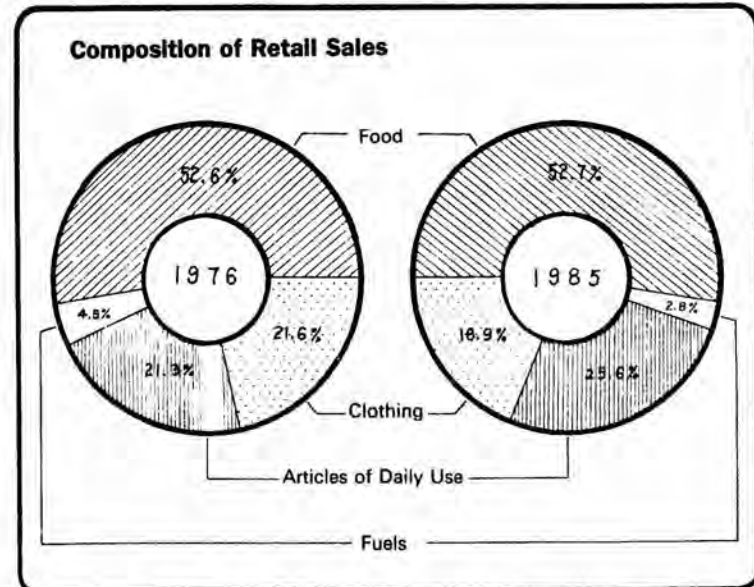 Composition of Retail Sales
Food
52.6%
52.7%
1976
1985
4.5%
2.8%
21.6%
18.9%
21.3%
25.6%
Clothing
Articles of Daily Use
Fuels